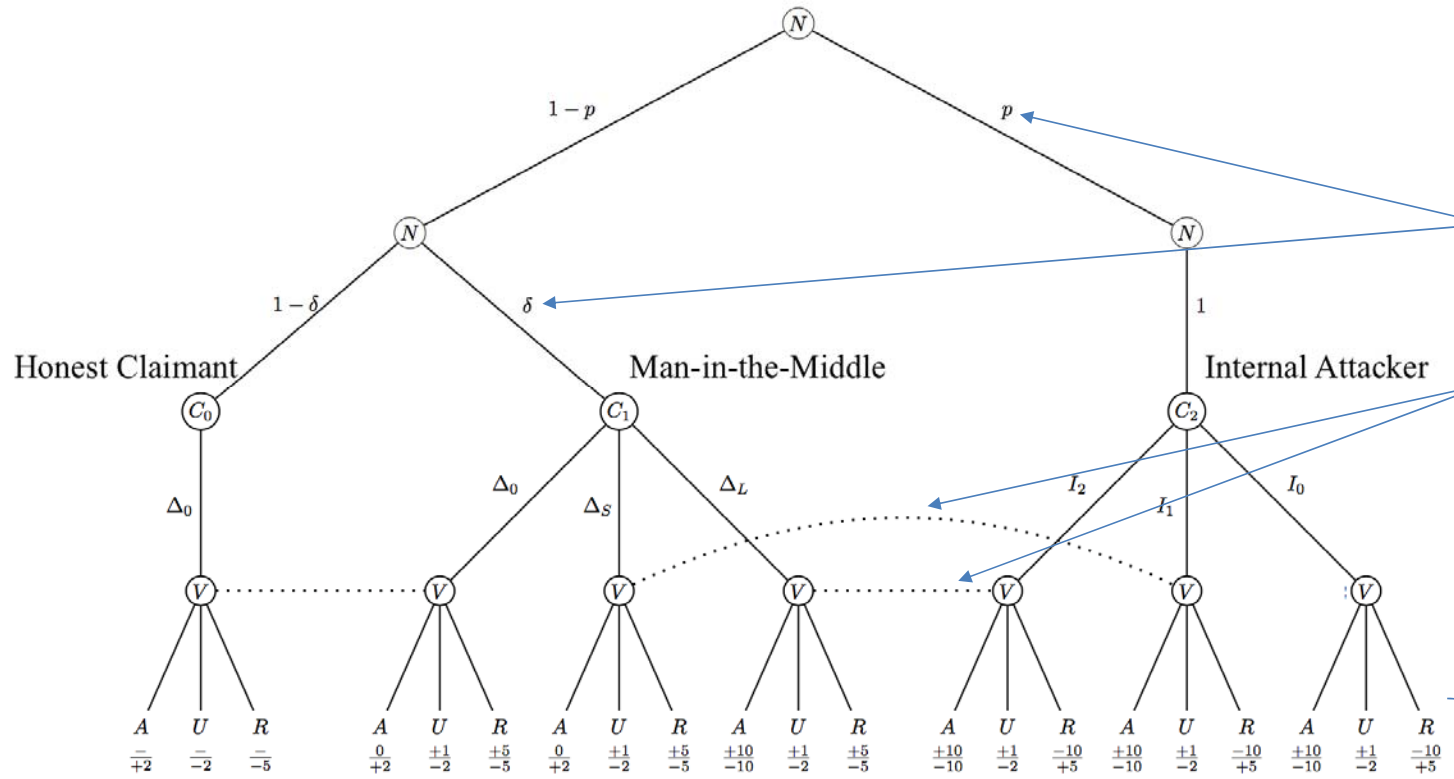 N
1 − p p
N N
1 − δ δ 1
Honest Claimant Man-in-the-Middle Internal Attacker
C₀ C₁ C₂
Δ₀ Δ₀ Δ_S Δ_L I₂ I₁ I₀
V V V V V V V
A U R A U R A U R A U R A U R A U R A U R
−/+2 −/−2 −/−5 0/+2 +1/−2 +5/−5 0/+2 +1/−2 +5/−5 +10/−10 +1/−2 +5/−5 +10/−10 +1/−2 −10/+5 +10/−10 +1/−2 −10/+5 +10/−10 +1/−2 −10/+5